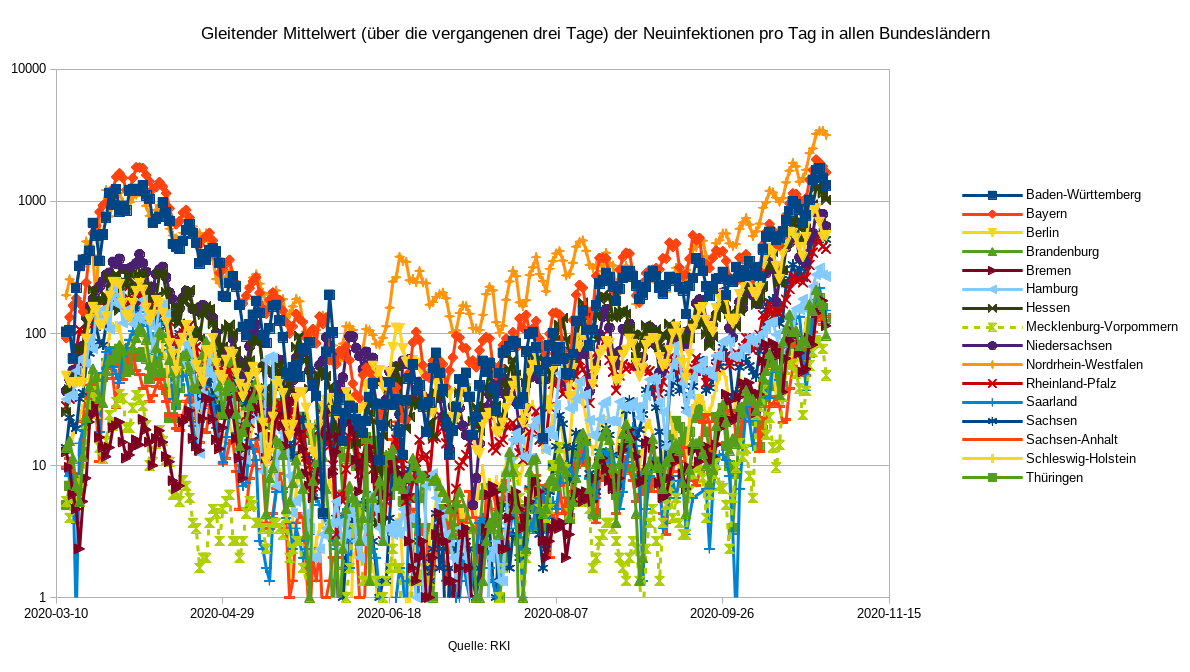 Gleitender Mittelwert (über die vergangenen drei Tage) der Neuinfektionen pro Tag in allen Bundesländern
10000
1000
100
10
1
2020-03-10
2020-04-29
2020-06-18
2020-08-07
2020-09-26
2020-11-15
Quelle: RKI
Baden-Württemberg
Bayern
Berlin
Brandenburg
Bremen
Hamburg
Hessen
Mecklenburg-Vorpommern
Niedersachsen
Nordrhein-Westfalen
Rheinland-Pfalz
Saarland
Sachsen
Sachsen-Anhalt
Schleswig-Holstein
Thüringen